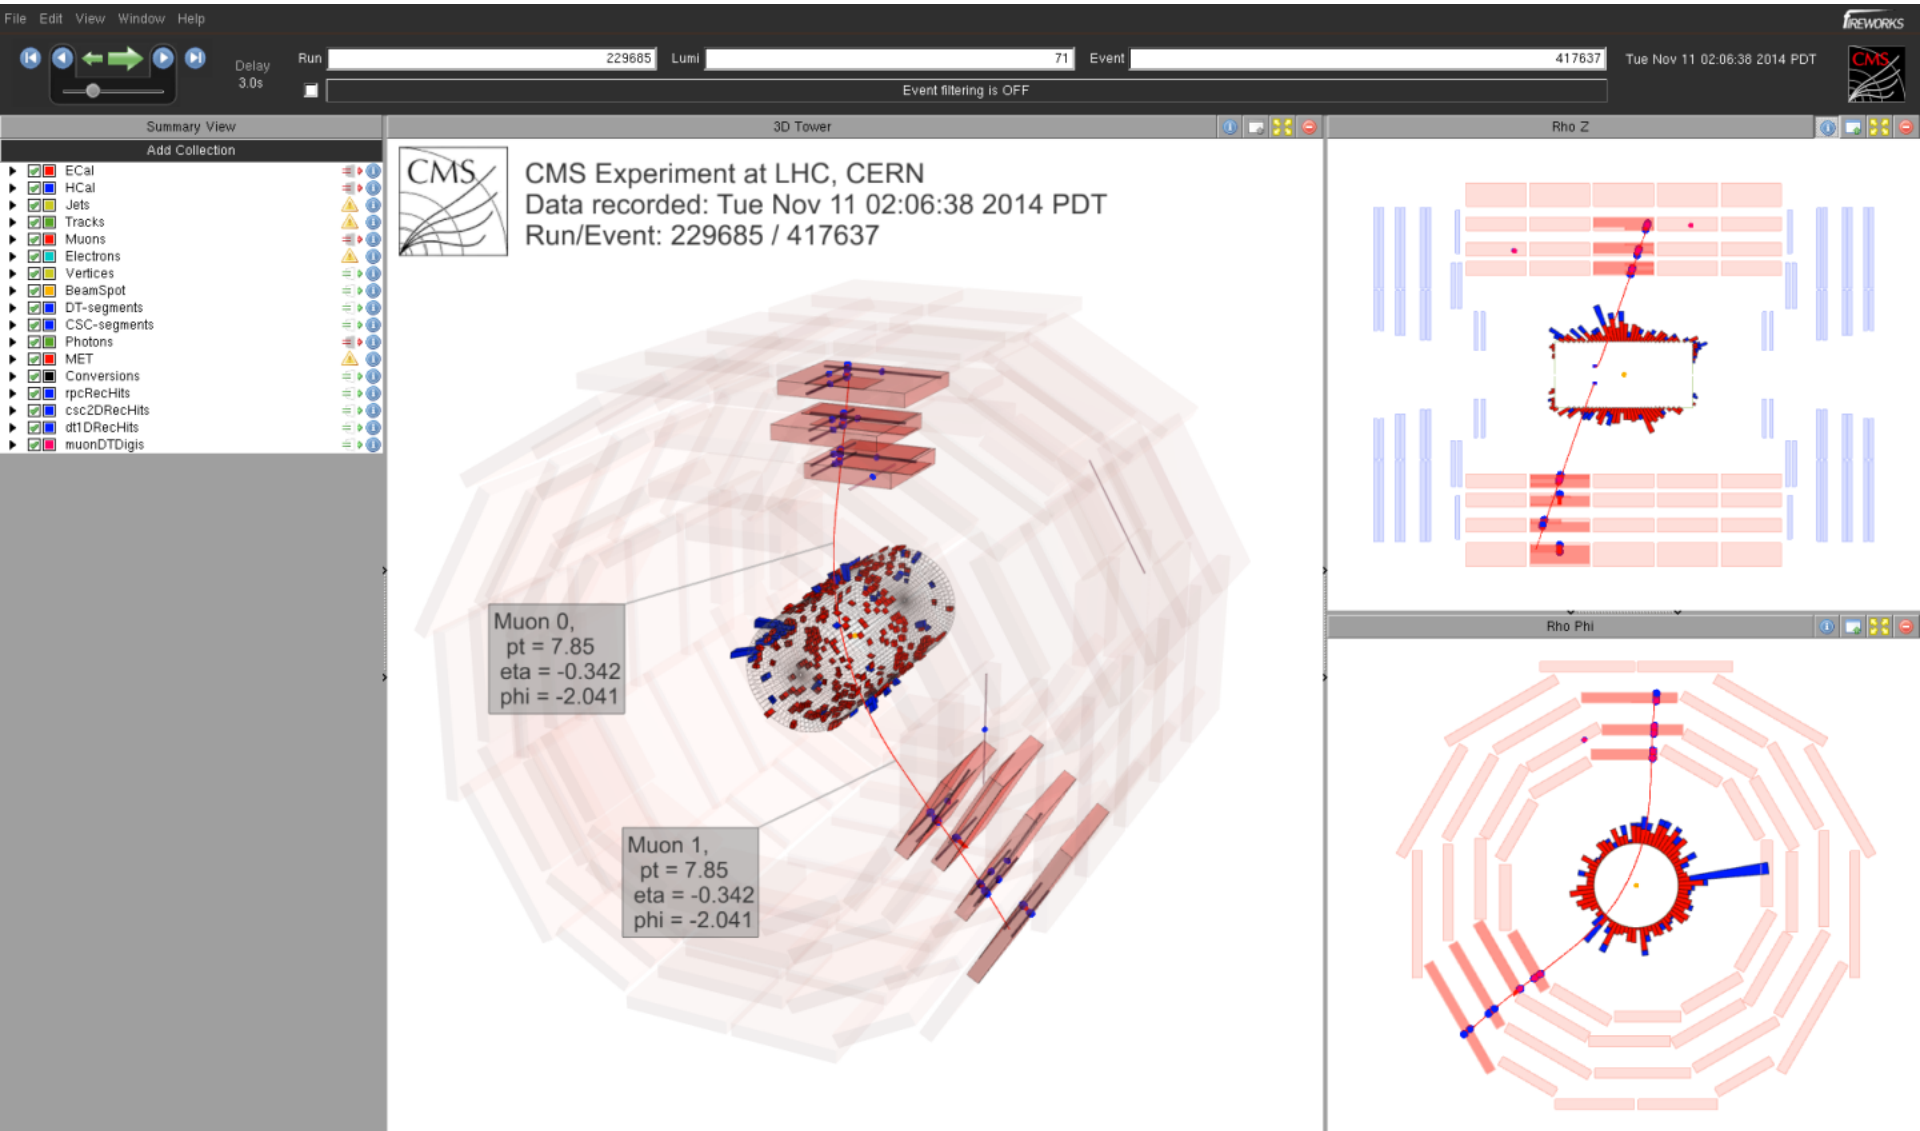 File Edit View Window Help
fireworks
Delay
3.0s
Run 229685 Lumi 71 Event 417637 Tue Nov 11 02:06:38 2014 PDT
Event filtering is OFF
CMS
Summary View
Add Collection
ECal
HCal
Jets
Tracks
Muons
Electrons
Vertices
BeamSpot
DT-segments
CSC-segments
Photons
MET
Conversions
rpcRecHits
csc2DRecHits
dt1DRecHits
muonDTDigis
3D Tower
CMS
CMS Experiment at LHC, CERN
Data recorded: Tue Nov 11 02:06:38 2014 PDT
Run/Event: 229685 / 417637
Muon 0,
pt = 7.85
eta = -0.342
phi = -2.041
Muon 1,
pt = 7.85
eta = -0.342
phi = -2.041
Rho Z
Rho Phi